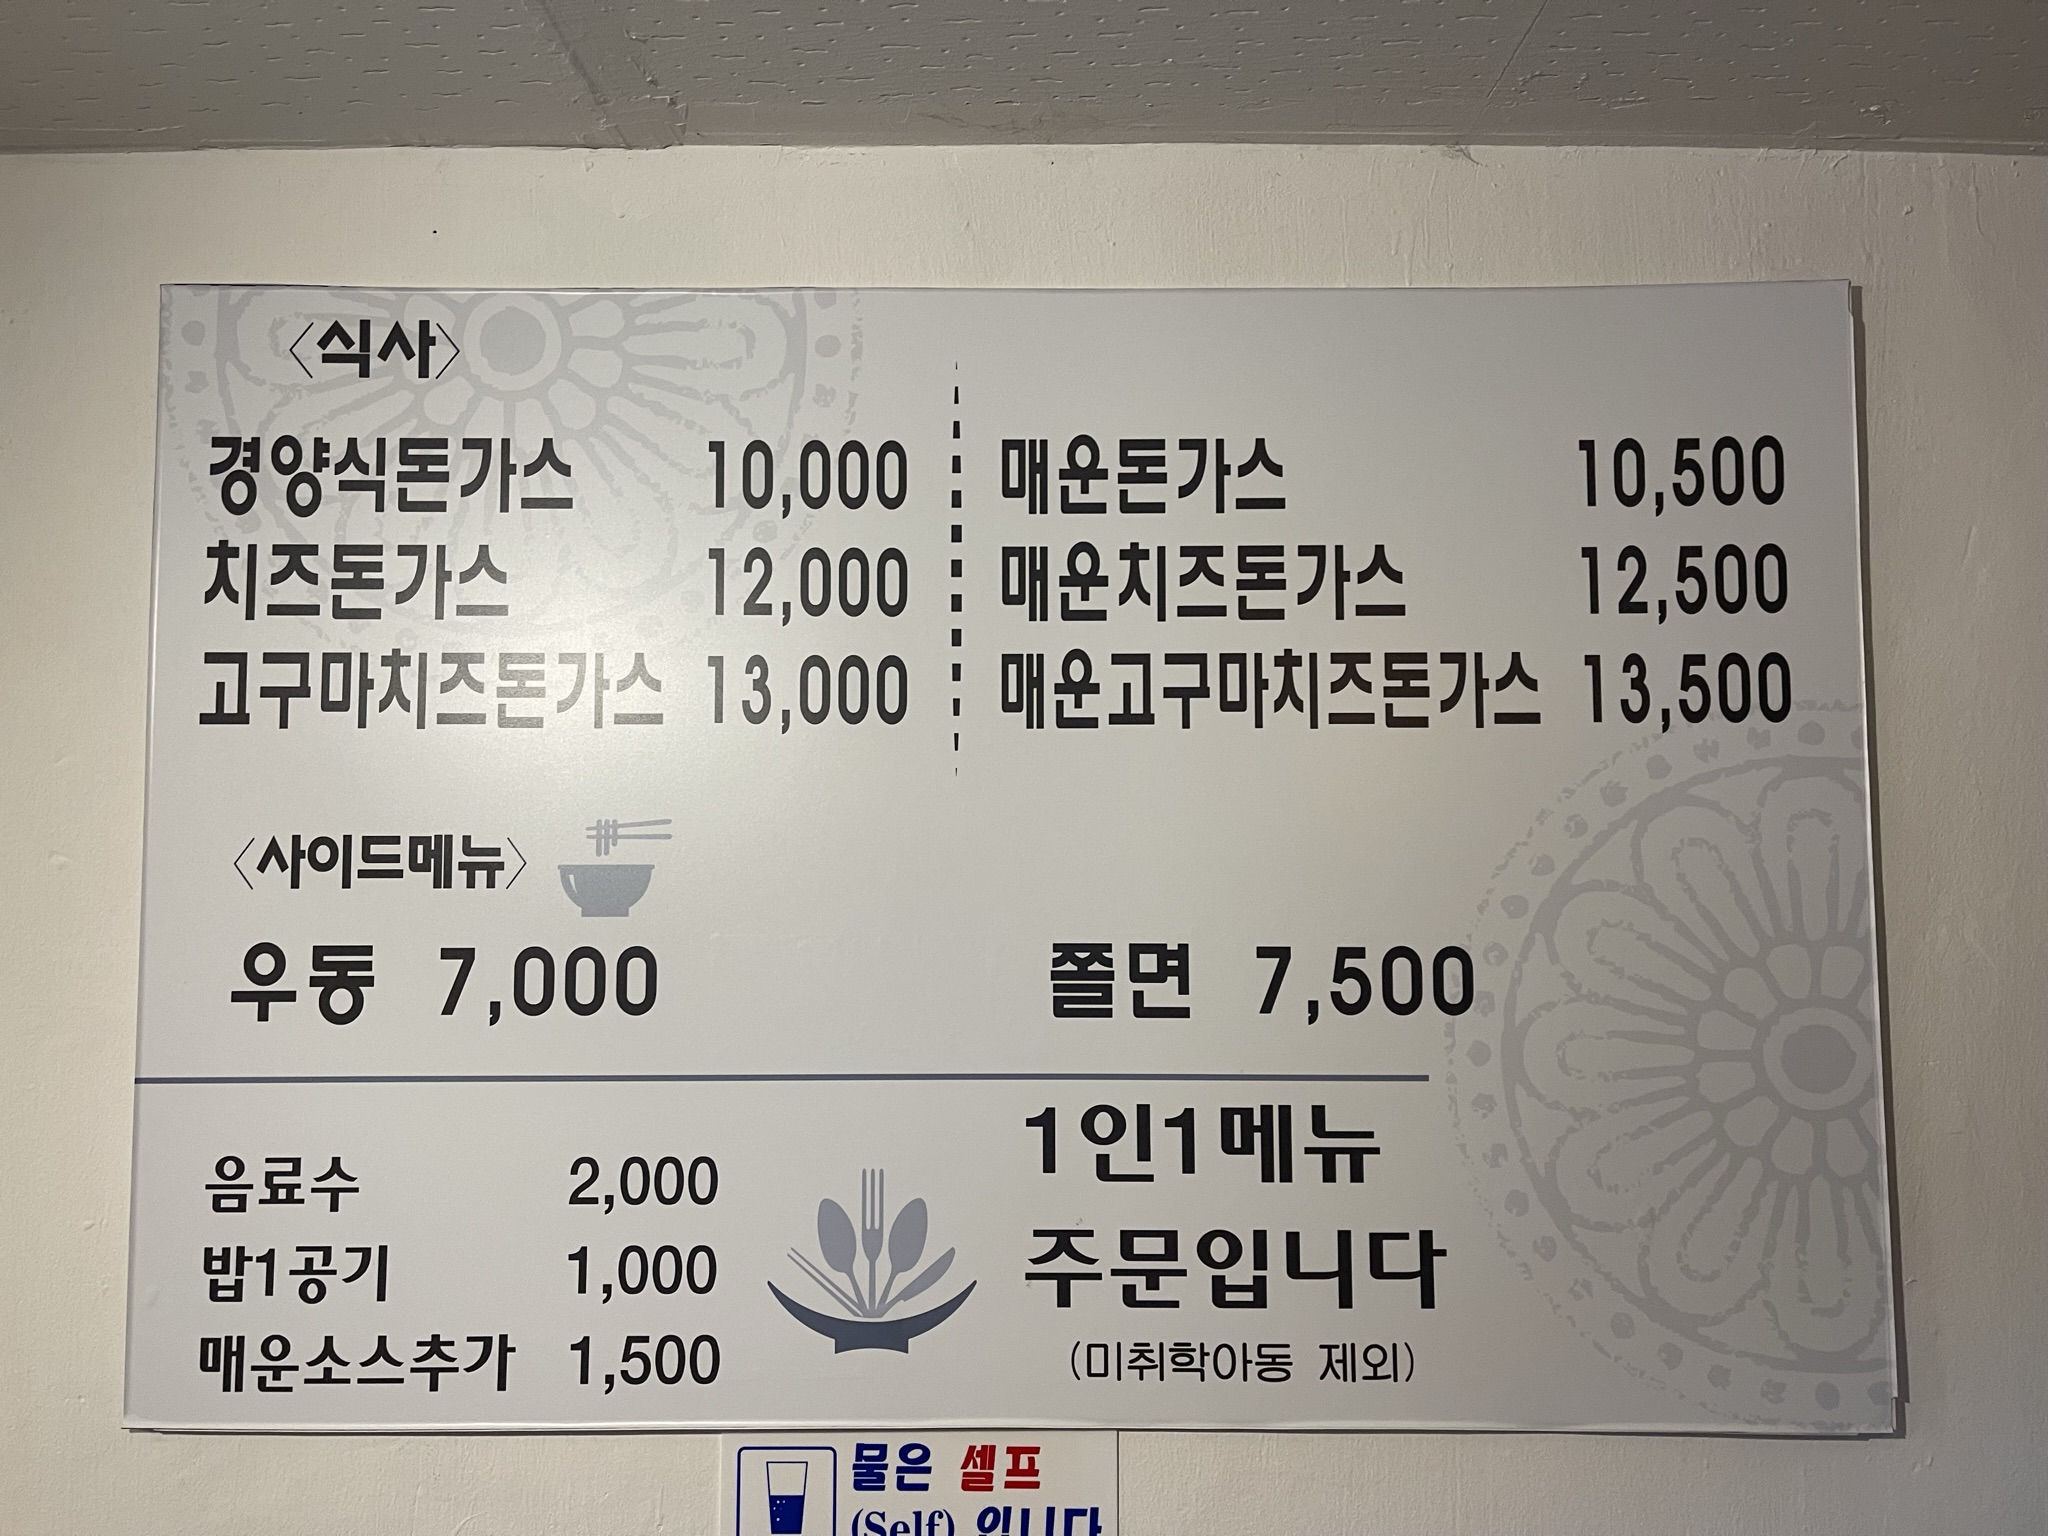 〈식사〉
경양식돈가스 10,000
치즈돈가스 12,000
고구마치즈돈가스 13,000
매운돈가스 10,500
매운치즈돈가스 12,500
매운고구마치즈돈가스 13,500
〈사이드메뉴〉
우동 7,000
쫄면 7,500
음료수 2,000
밥1공기 1,000
매운소스추가 1,500
1인1메뉴
주문입니다
(미취학아동 제외)
물은 셀프
(Self) 입니다